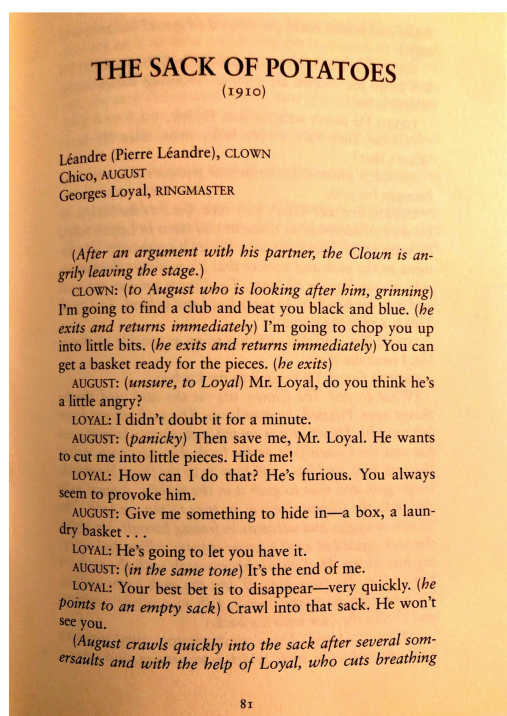 THE SACK OF POTATOES
(1910)
Léandre (Pierre Léandre), CLOWN
Chico, AUGUST
Georges Loyal, RINGMASTER
(After an argument with his partner, the Clown is an-
grily leaving the stage.)
CLOWN: (to August who is looking after him, grinning)
I'm going to find a club and beat you black and blue. (he
exits and returns immediately) I'm going to chop you up
into little bits. (he exits and returns immediately) You can
get a basket ready for the pieces. (he exits)
AUGUST: (unsure, to Loyal) Mr. Loyal, do you think he's
a little angry?
LOYAL: I didn't doubt it for a minute.
AUGUST: (panicky) Then save me, Mr. Loyal. He wants
to cut me into little pieces. Hide me!
LOYAL: How can I do that? He's furious. You always
seem to provoke him.
AUGUST: Give me something to hide in—a box, a laun-
dry basket . . .
LOYAL: He's going to let you have it.
AUGUST: (in the same tone) It's the end of me.
LOYAL: Your best bet is to disappear—very quickly. (he
points to an empty sack) Crawl into that sack. He won't
see you.
(August crawls quickly into the sack after several som-
ersaults and with the help of Loyal, who cuts breathing
81